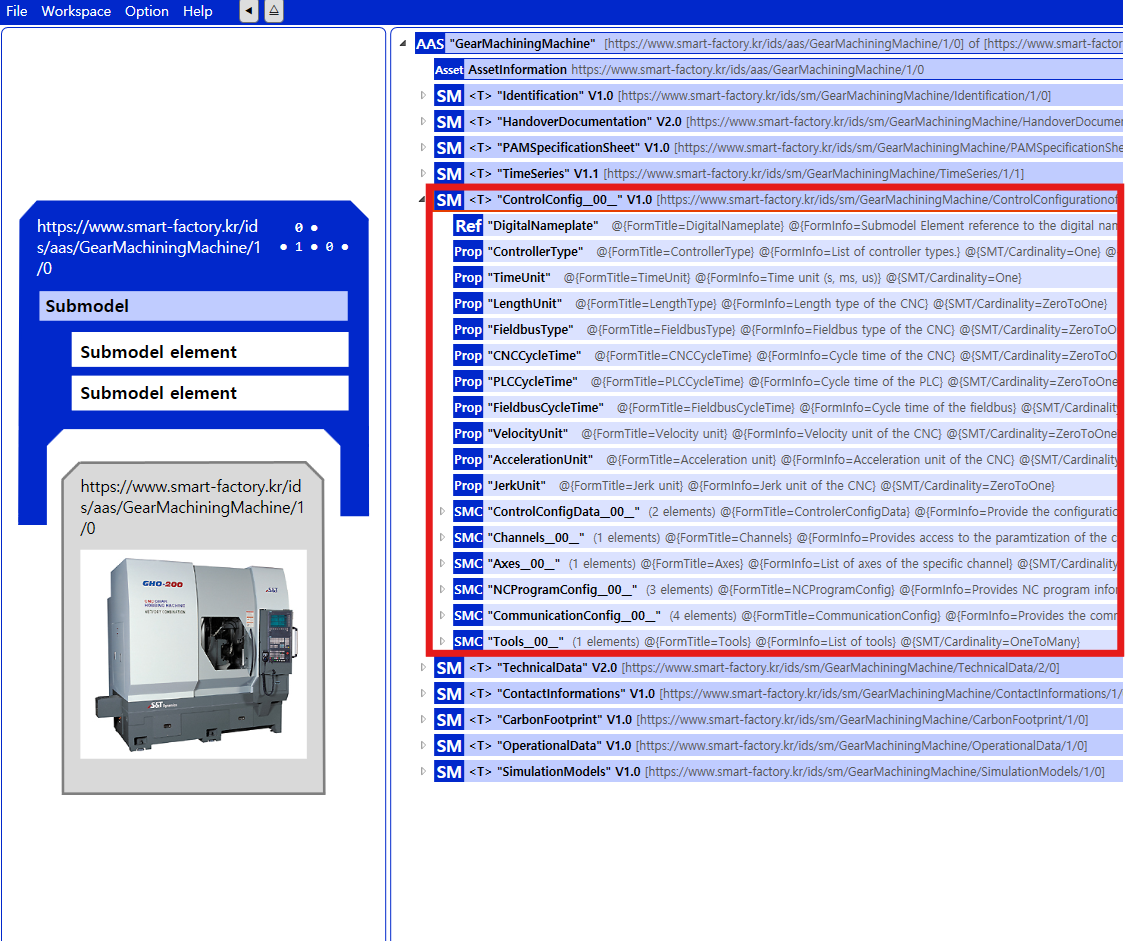 File Workspace Option Help
https://www.smart-factory.kr/id
s/aas/GearMachiningMachine/1
/0
0 ●
● 1 ● 0 ●
Submodel
Submodel element
Submodel element
https://www.smart-factory.kr/id
s/aas/GearMachiningMachine/1
/0
GHO-200
CNC GEAR
HOBBING MACHINE
S&T
S&T Dynamics
AAS "GearMachiningMachine" [https://www.smart-factory.kr/ids/aas/GearMachiningMachine/1/0] of [https://www.smart-factor
Asset AssetInformation https://www.smart-factory.kr/ids/aas/GearMachiningMachine/1/0
SM <T> "Identification" V1.0 [https://www.smart-factory.kr/ids/sm/GearMachiningMachine/Identification/1/0]
SM <T> "HandoverDocumentation" V2.0 [https://www.smart-factory.kr/ids/sm/GearMachiningMachine/HandoverDocumen
SM <T> "PAMSpecificationSheet" V1.0 [https://www.smart-factory.kr/ids/sm/GearMachiningMachine/PAMSpecificationShe
SM <T> "TimeSeries" V1.1 [https://www.smart-factory.kr/ids/sm/GearMachiningMachine/TimeSeries/1/1]
SM <T> "ControlConfig__00__" V1.0 [https://www.smart-factory.kr/ids/sm/GearMachiningMachine/ControlConfigurationof
Ref "DigitalNameplate" @{FormTitle=DigitalNameplate} @{FormInfo=Submodel Element reference to the digital nam
Prop "ControllerType" @{FormTitle=ControllerType} @{FormInfo=List of controller types.} @{SMT/Cardinality=One} @
Prop "TimeUnit" @{FormTitle=TimeUnit} @{FormInfo=Time unit (s, ms, us)} @{SMT/Cardinality=One}
Prop "LengthUnit" @{FormTitle=LengthType} @{FormInfo=Length type of the CNC} @{SMT/Cardinality=ZeroToOne}
Prop "FieldbusType" @{FormTitle=FieldbusType} @{FormInfo=Fieldbus type of the CNC} @{SMT/Cardinality=ZeroToO
Prop "CNCCycleTime" @{FormTitle=CNCCycleTime} @{FormInfo=Cycle time of the CNC} @{SMT/Cardinality=ZeroToO
Prop "PLCCycleTime" @{FormTitle=PLCCycleTime} @{FormInfo=Cycle time of the PLC} @{SMT/Cardinality=ZeroToOne
Prop "FieldbusCycleTime" @{FormTitle=FieldbusCycleTime} @{FormInfo=Cycle time of the fieldbus} @{SMT/Cardinality
Prop "VelocityUnit" @{FormTitle=Velocity unit} @{FormInfo=Velocity unit of the CNC} @{SMT/Cardinality=ZeroToOne
Prop "AccelerationUnit" @{FormTitle=Acceleration unit} @{FormInfo=Acceleration unit of the CNC} @{SMT/Cardinality
Prop "JerkUnit" @{FormTitle=Jerk unit} @{FormInfo=Jerk unit of the CNC} @{SMT/Cardinality=ZeroToOne}
SMC "ControlConfigData__00__" (2 elements) @{FormTitle=ControlerConfigData} @{FormInfo=Provide the configuratio
SMC "Channels__00__" (1 elements) @{FormTitle=Channels} @{FormInfo=Provides access to the paramtization of the c
SMC "Axes__00__" (1 elements) @{FormTitle=Axes} @{FormInfo=List of axes of the specific channel} @{SMT/Cardinality
SMC "NCProgramConfig__00__" (3 elements) @{FormTitle=NCProgramConfig} @{FormInfo=Provides NC program infor
SMC "CommunicationConfig__00__" (4 elements) @{FormTitle=CommunicationConfig} @{FormInfo=Provides the comm
SMC "Tools__00__" (1 elements) @{FormTitle=Tools} @{FormInfo=List of tools} @{SMT/Cardinality=OneToMany}
SM <T> "TechnicalData" V2.0 [https://www.smart-factory.kr/ids/sm/GearMachiningMachine/TechnicalData/2/0]
SM <T> "ContactInformations" V1.0 [https://www.smart-factory.kr/ids/sm/GearMachiningMachine/ContactInformations/1/
SM <T> "CarbonFootprint" V1.0 [https://www.smart-factory.kr/ids/sm/GearMachiningMachine/CarbonFootprint/1/0]
SM <T> "OperationalData" V1.0 [https://www.smart-factory.kr/ids/sm/GearMachiningMachine/OperationalData/1/0]
SM <T> "SimulationModels" V1.0 [https://www.smart-factory.kr/ids/sm/GearMachiningMachine/SimulationModels/1/0]